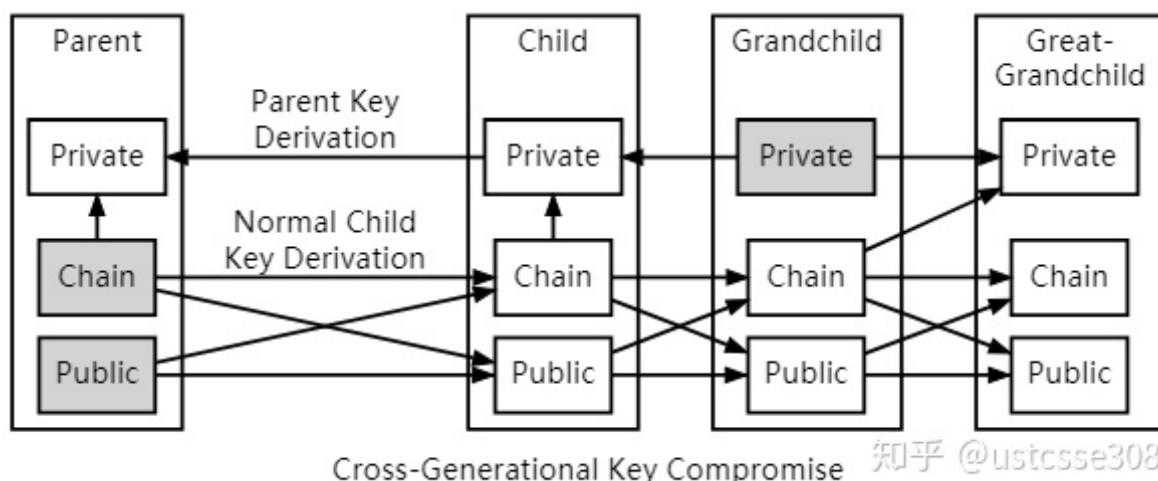 Parent
Child
Grandchild
Great-
Grandchild
Parent Key
Derivation
Private
Private
Private
Private
Normal Child
Key Derivation
Chain
Chain
Chain
Chain
Public
Public
Public
Public
Cross-Generational Key Compromise
知乎 @ustcsse308